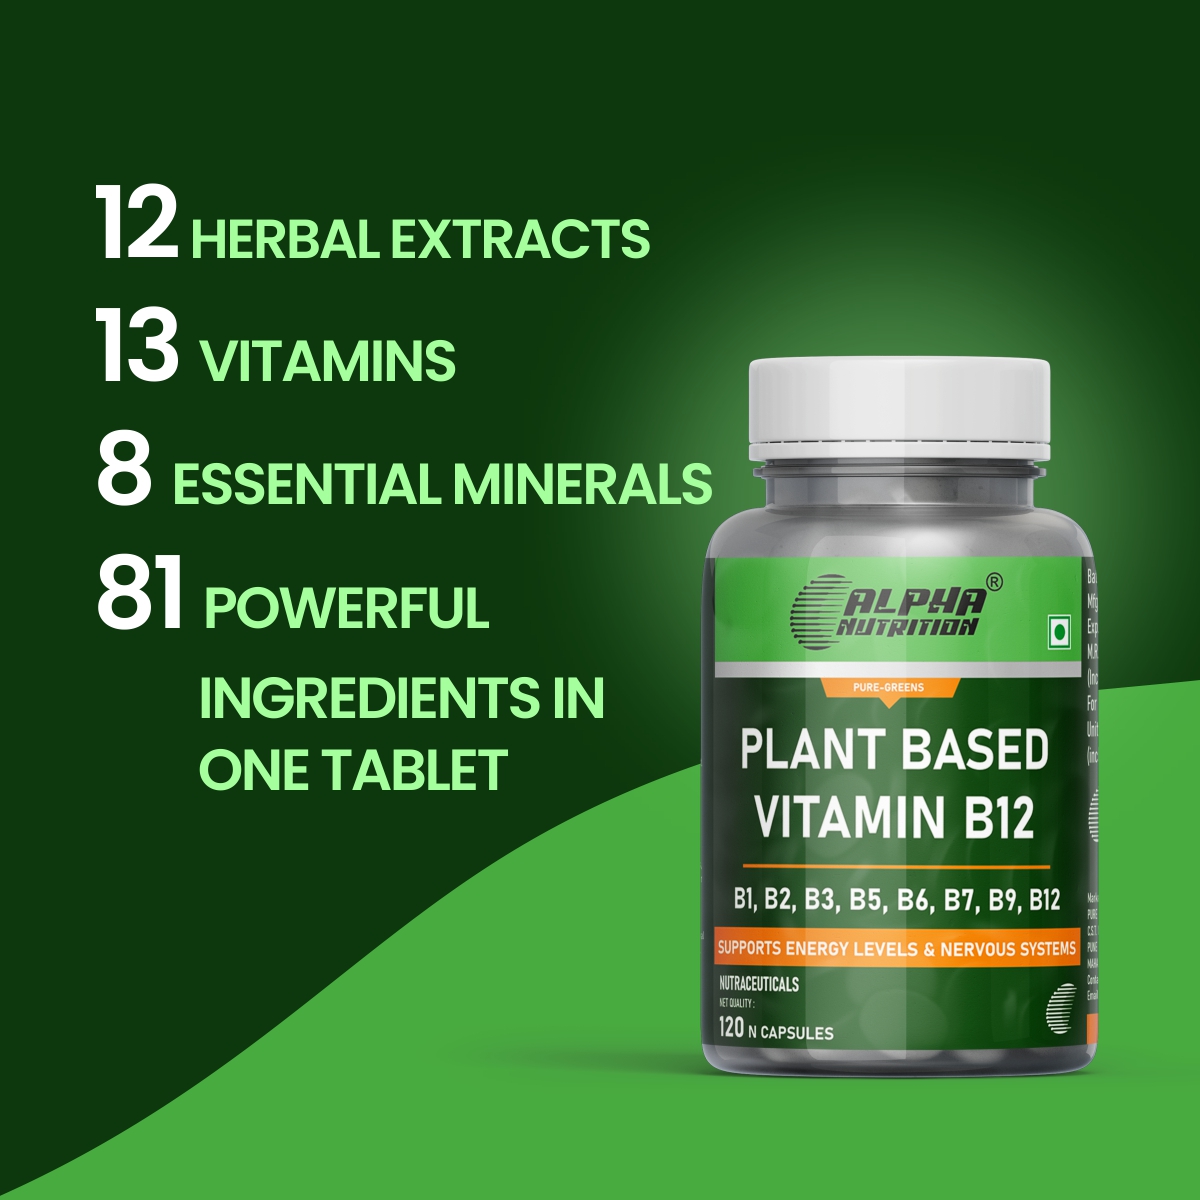 12 HERBAL EXTRACTS
13 VITAMINS
8 ESSENTIAL MINERALS
81 POWERFUL
INGREDIENTS IN
ONE TABLET
ALPHA®
NUTRITION
PURE-GREENS
PLANT BASED
VITAMIN B12
B1, B2, B3, B5, B6, B7, B9, B12
SUPPORTS ENERGY LEVELS & NERVOUS SYSTEMS
NUTRACEUTICALS
NET QUALITY :
120 N CAPSULES